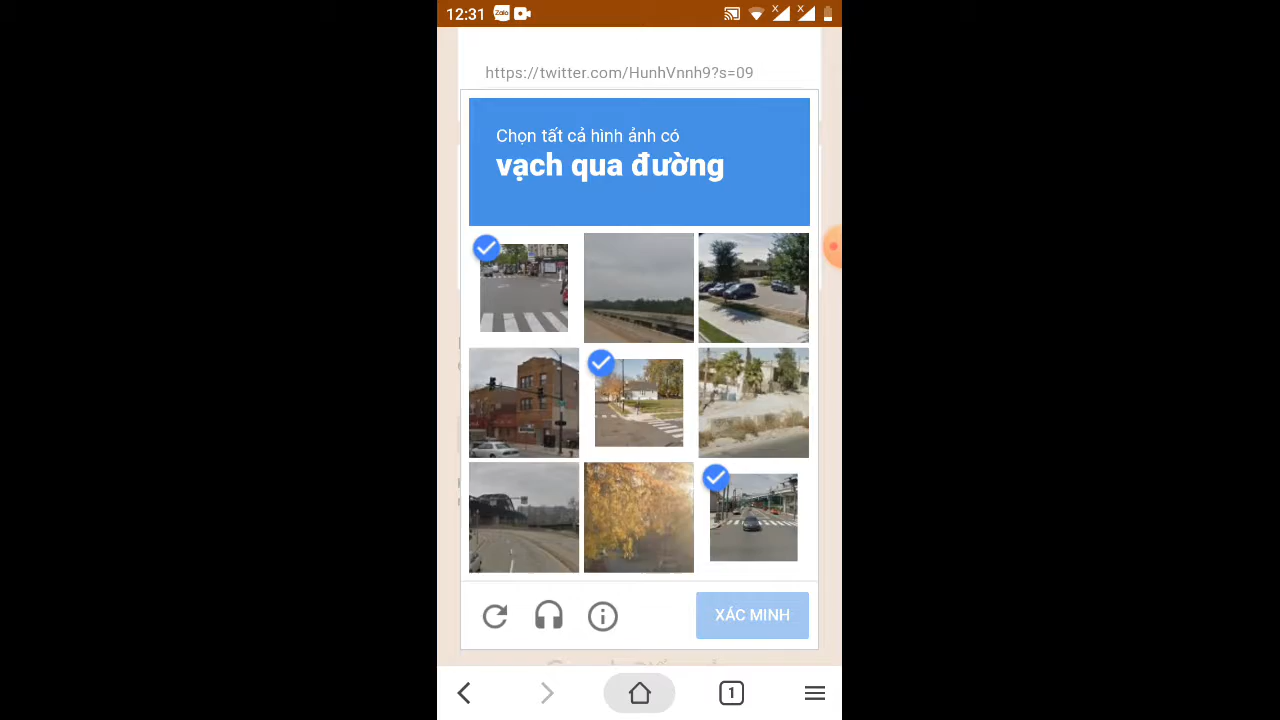 12:31
Zalo
https://twitter.com/HunhVnnh9?s=09
Chọn tất cả hình ảnh có
vạch qua đường
XÁC MINH
1